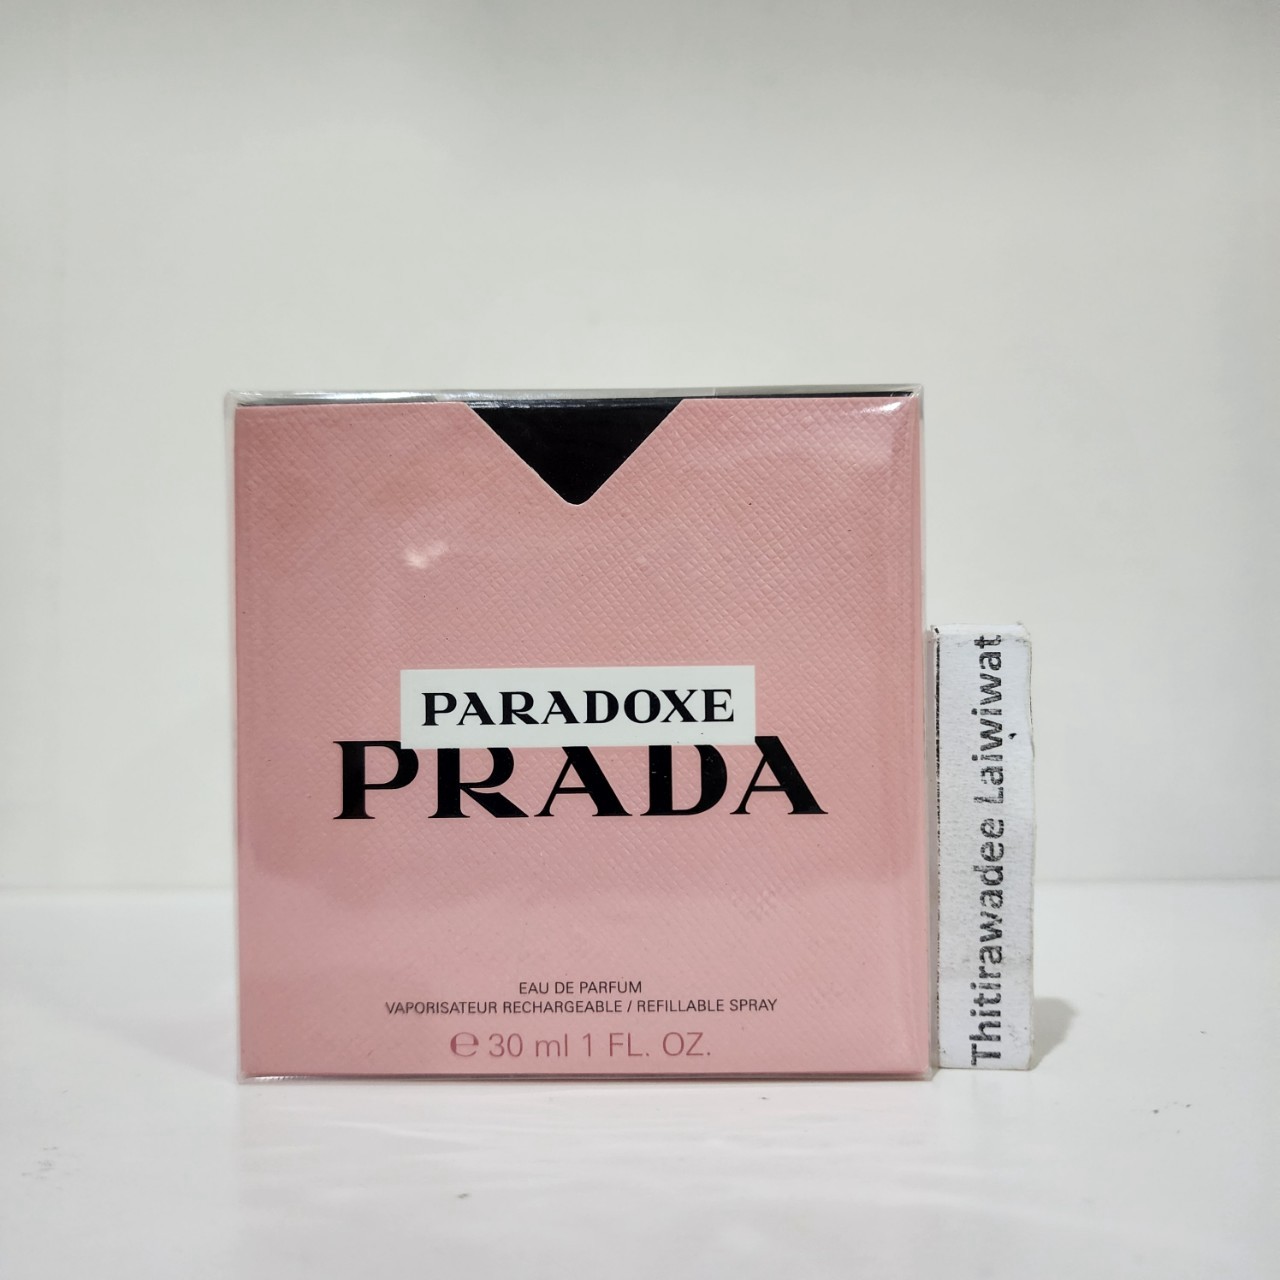 PARADOXE
PRADA
EAU DE PARFUM
VAPORISATEUR RECHARGEABLE / REFILLABLE SPRAY
℮ 30 ml 1 FL. OZ.
Thitirawadee Laiwiwat